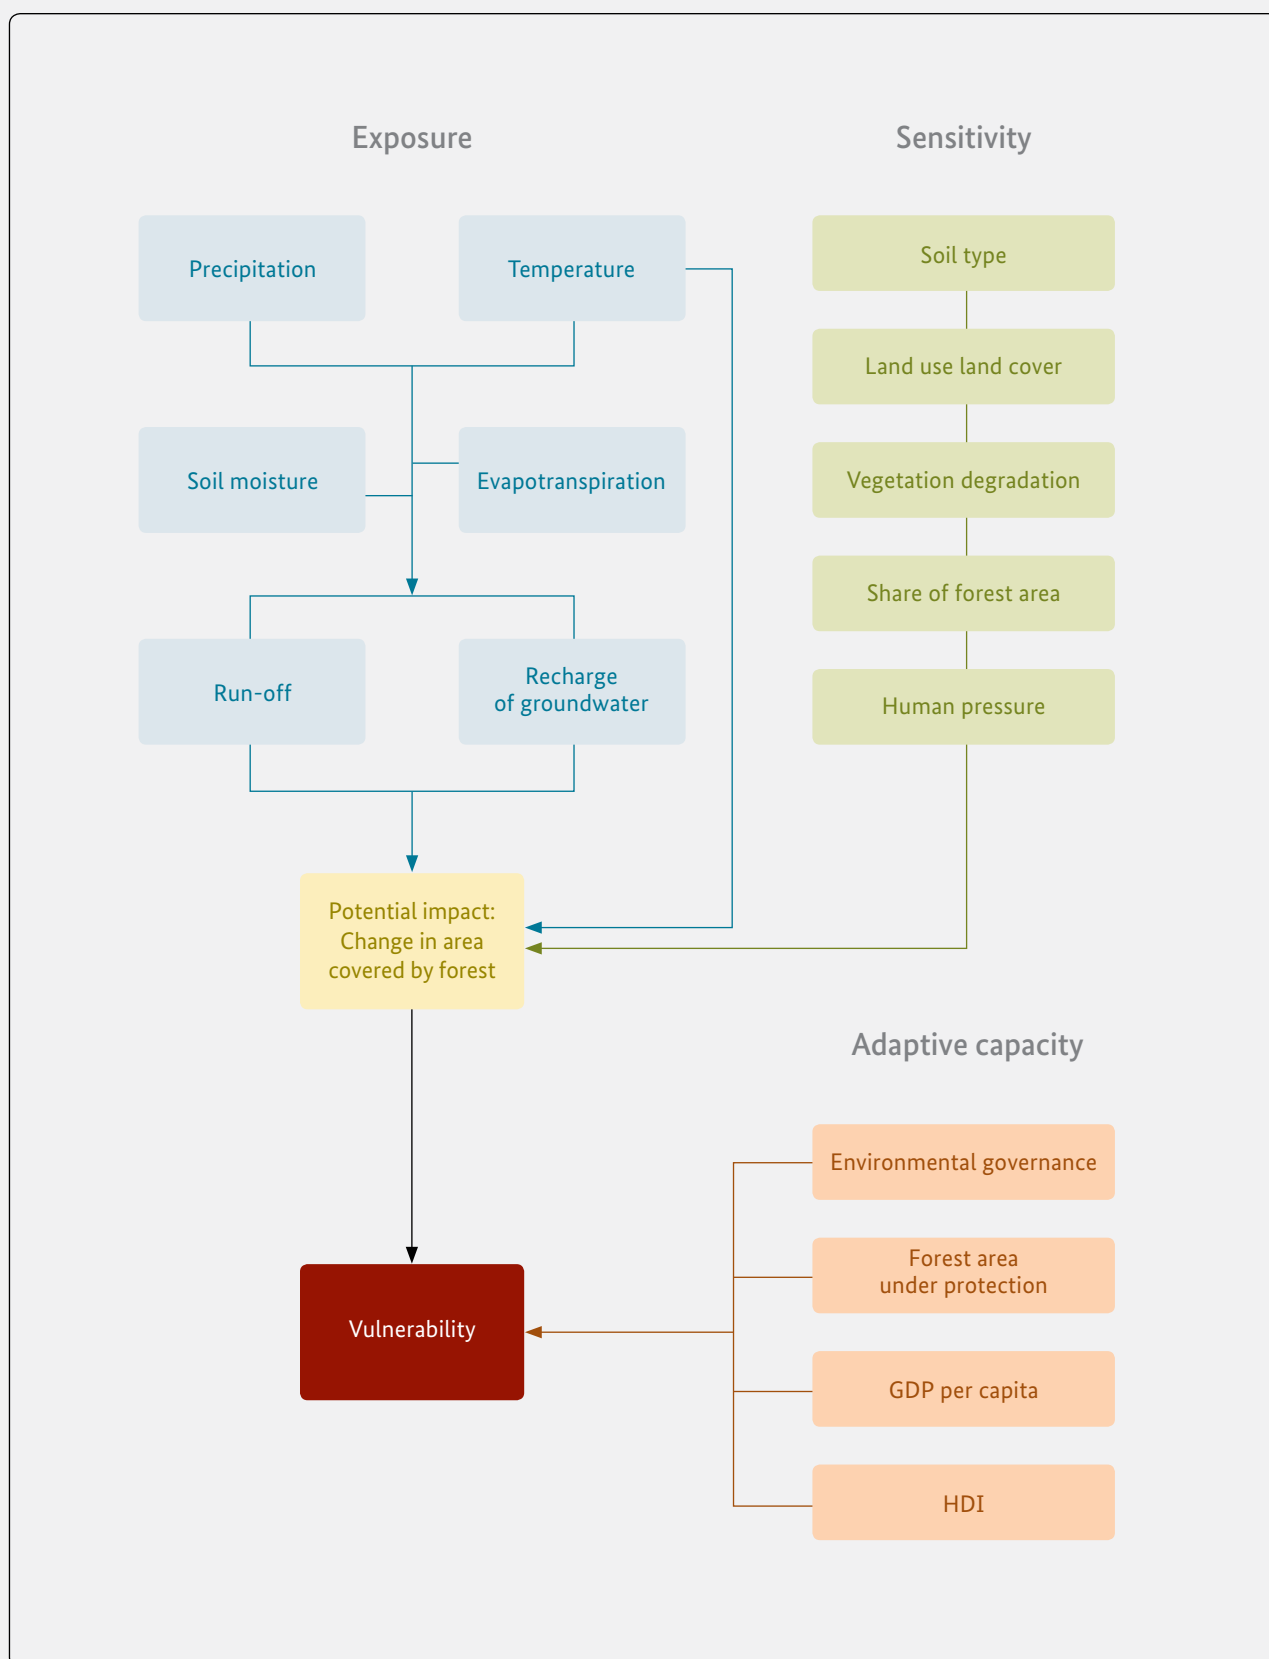 Exposure
Sensitivity
Precipitation
Temperature
Soil type
Land use land cover
Soil moisture
Evapotranspiration
Vegetation degradation
Share of forest area
Run-off
Recharge
of groundwater
Human pressure
Potential impact:
Change in area
covered by forest
Adaptive capacity
Environmental governance
Forest area
under protection
Vulnerability
GDP per capita
HDI